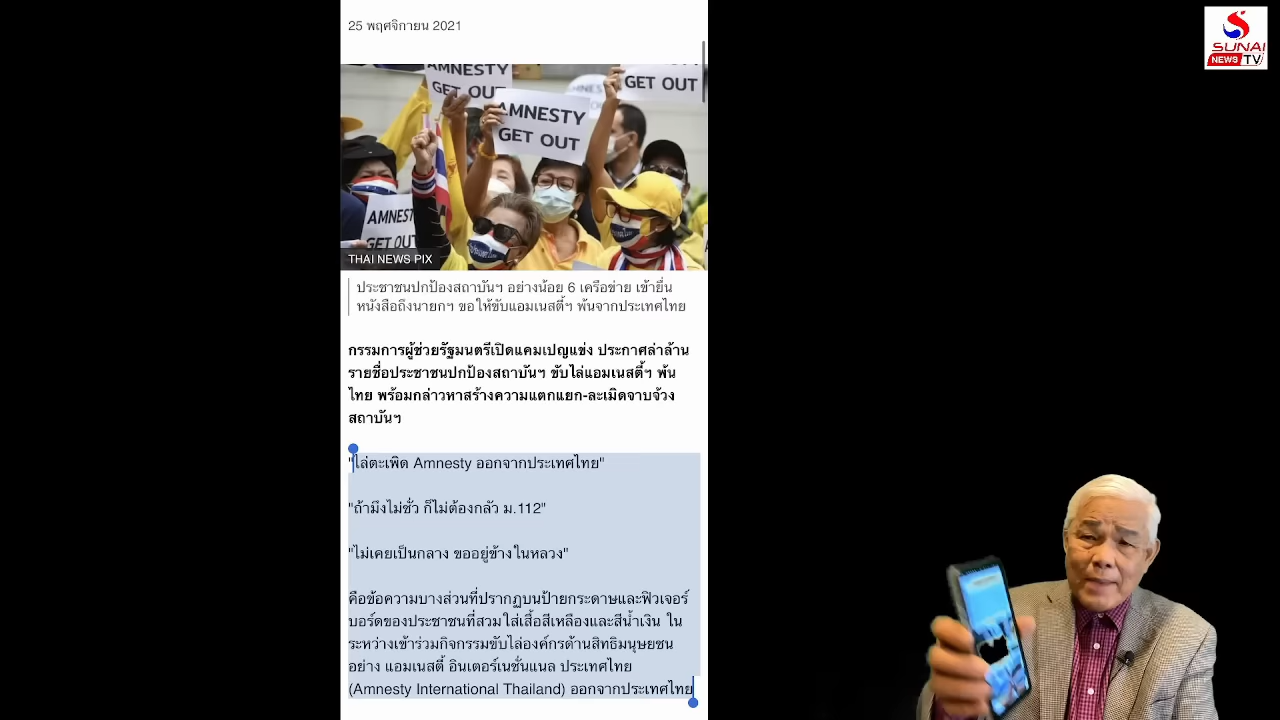 25 พฤศจิกายน 2021
SUNAI
NEWS TV
AMNESTY
GET OUT
GET OUT
AMNESTY
GET OUT
AMNESTY
GET OUT
THAI NEWS PIX
ประชาชนปกป้องสถาบันฯ อย่างน้อย 6 เครือข่าย เข้ายื่น
หนังสือถึงนายกฯ ขอให้ขับแอมเนสตี้ฯ พ้นจากประเทศไทย
กรรมการผู้ช่วยรัฐมนตรีเปิดแคมเปญแข่ง ประกาศล่าล้าน
รายชื่อประชาชนปกป้องสถาบันฯ ขับไล่แอมเนสตี้ฯ พ้น
ไทย พร้อมกล่าวหาสร้างความแตกแยก-ละเมิดจาบจ้วง
สถาบันฯ
"ไล่ตะเพิด Amnesty ออกจากประเทศไทย"
"ถ้ามึงไม่ชั่ว ก็ไม่ต้องกลัว ม.112"
"ไม่เคยเป็นกลาง ขออยู่ข้างในหลวง"
คือข้อความบางส่วนที่ปรากฏบนป้ายกระดาษและฟิวเจอร์
บอร์ดของประชาชนที่สวมใส่เสื้อสีเหลืองและสีน้ำเงิน ใน
ระหว่างเข้าร่วมกิจกรรมขับไล่องค์กรด้านสิทธิมนุษยชน
อย่าง แอมเนสตี้ อินเตอร์เนชั่นแนล ประเทศไทย
(Amnesty International Thailand) ออกจากประเทศไทย